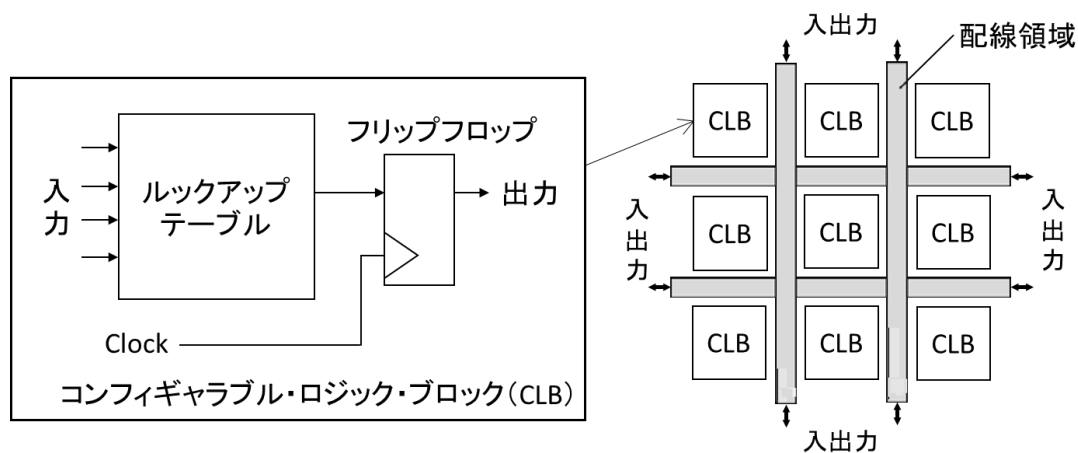 フリップフロップ
入力
ルックアップ
テーブル
出力
Clock
コンフィギャラブル・ロジック・ブロック(CLB)
入出力
配線領域
CLB
CLB
CLB
入出力
入出力
CLB
CLB
CLB
CLB
CLB
CLB
入出力